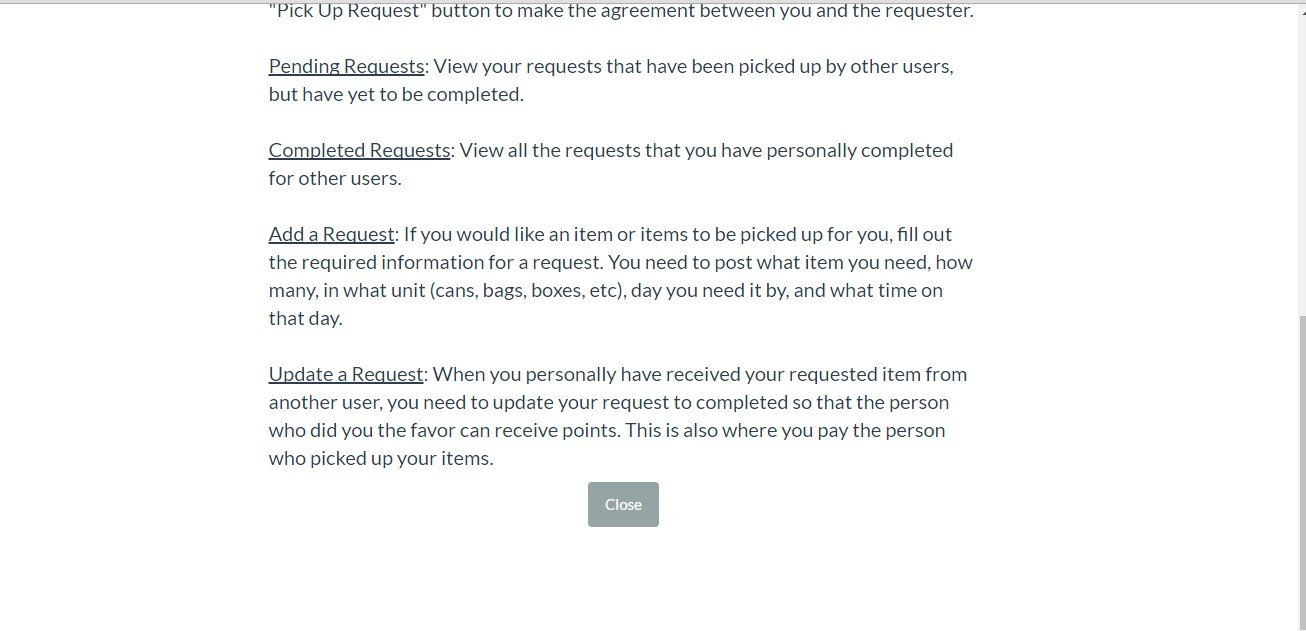 "Pick Up Request" button to make the agreement between you and the requester.
Pending Requests: View your requests that have been picked up by other users,
but have yet to be completed.
Completed Requests: View all the requests that you have personally completed
for other users.
Add a Request: If you would like an item or items to be picked up for you, fill out
the required information for a request. You need to post what item you need, how
many, in what unit (cans, bags, boxes, etc), day you need it by, and what time on
that day.
Update a Request: When you personally have received your requested item from
another user, you need to update your request to completed so that the person
who did you the favor can receive points. This is also where you pay the person
who picked up your items.
Close